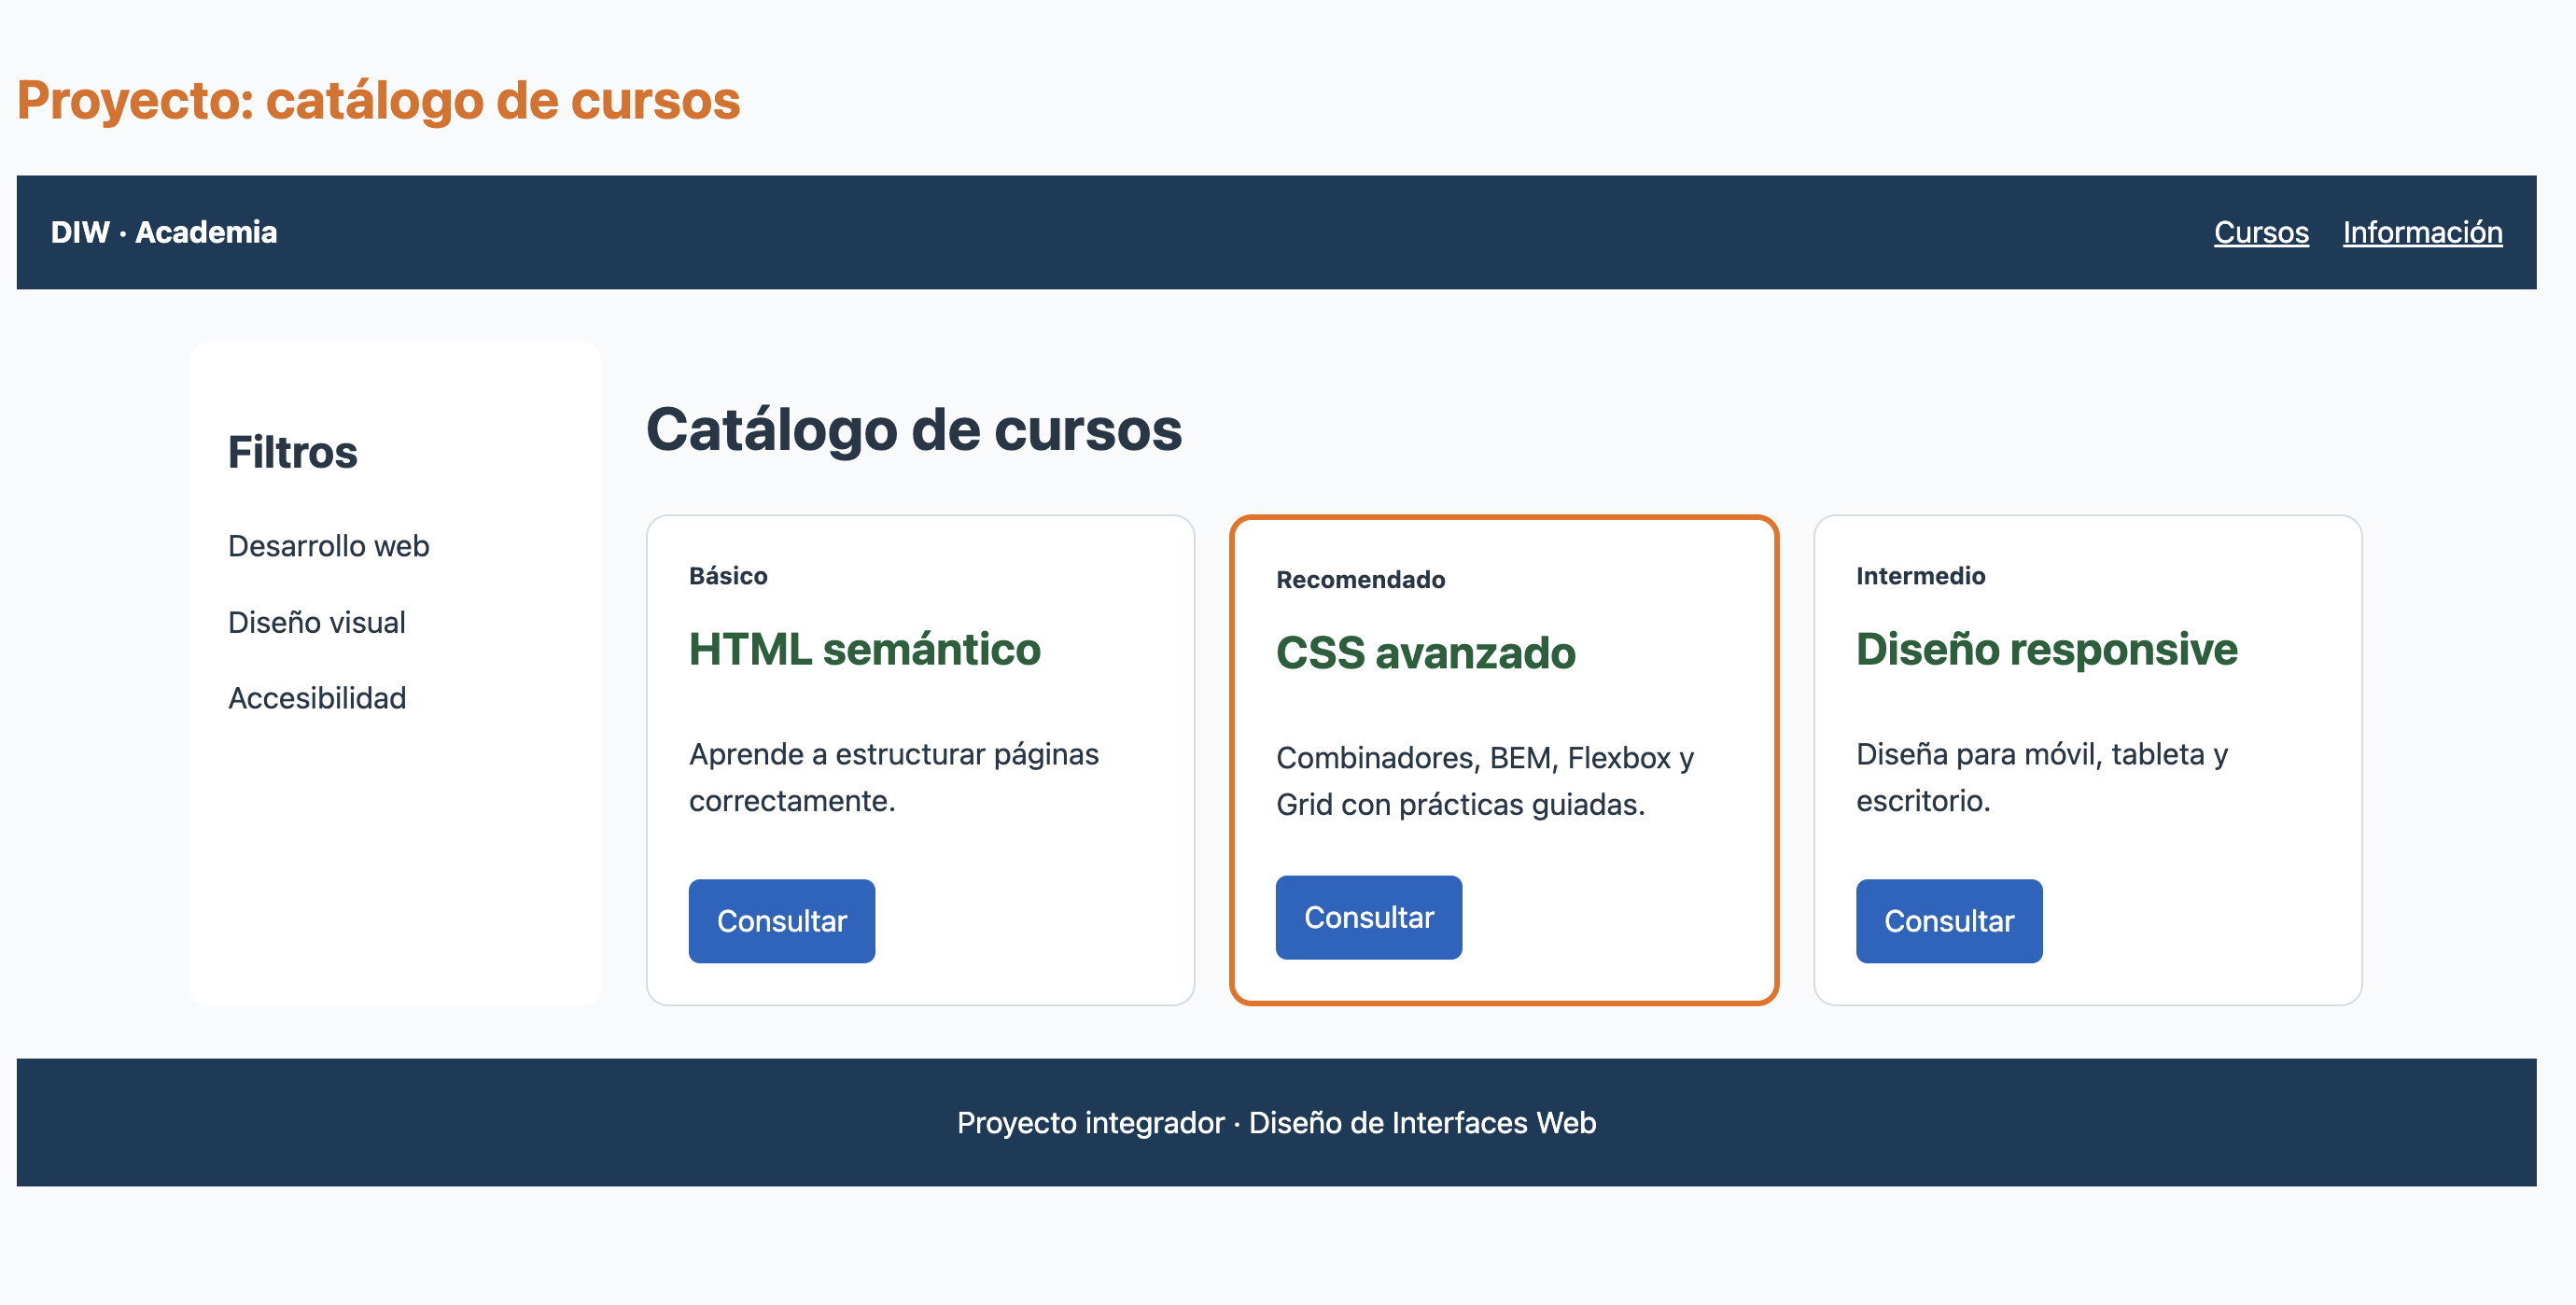 Proyecto: catálogo de cursos
DIW · Academia
Cursos
Información
Filtros
Desarrollo web
Diseño visual
Accesibilidad
Catálogo de cursos
Básico
HTML semántico
Aprende a estructurar páginas
correctamente.
Consultar
Recomendado
CSS avanzado
Combinadores, BEM, Flexbox y
Grid con prácticas guiadas.
Consultar
Intermedio
Diseño responsive
Diseña para móvil, tableta y
escritorio.
Consultar
Proyecto integrador · Diseño de Interfaces Web